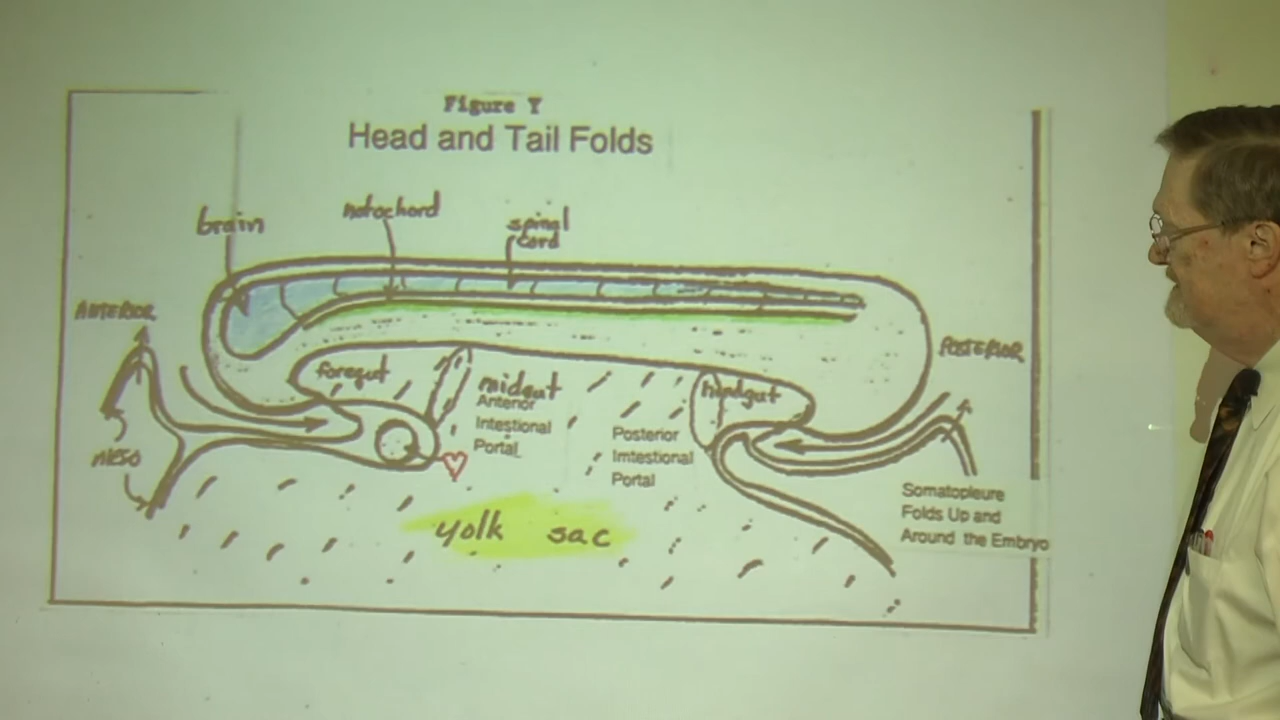 Figure Y
Head and Tail Folds
brain
notochord
spinal
cord
ANTERIOR
POSTERIOR
foregut
midgut
hindgut
Anterior
Intestional
Portal
Posterior
Imtestional
Portal
meso
yolk sac
Somatopleure
Folds Up and
Around the Embryo